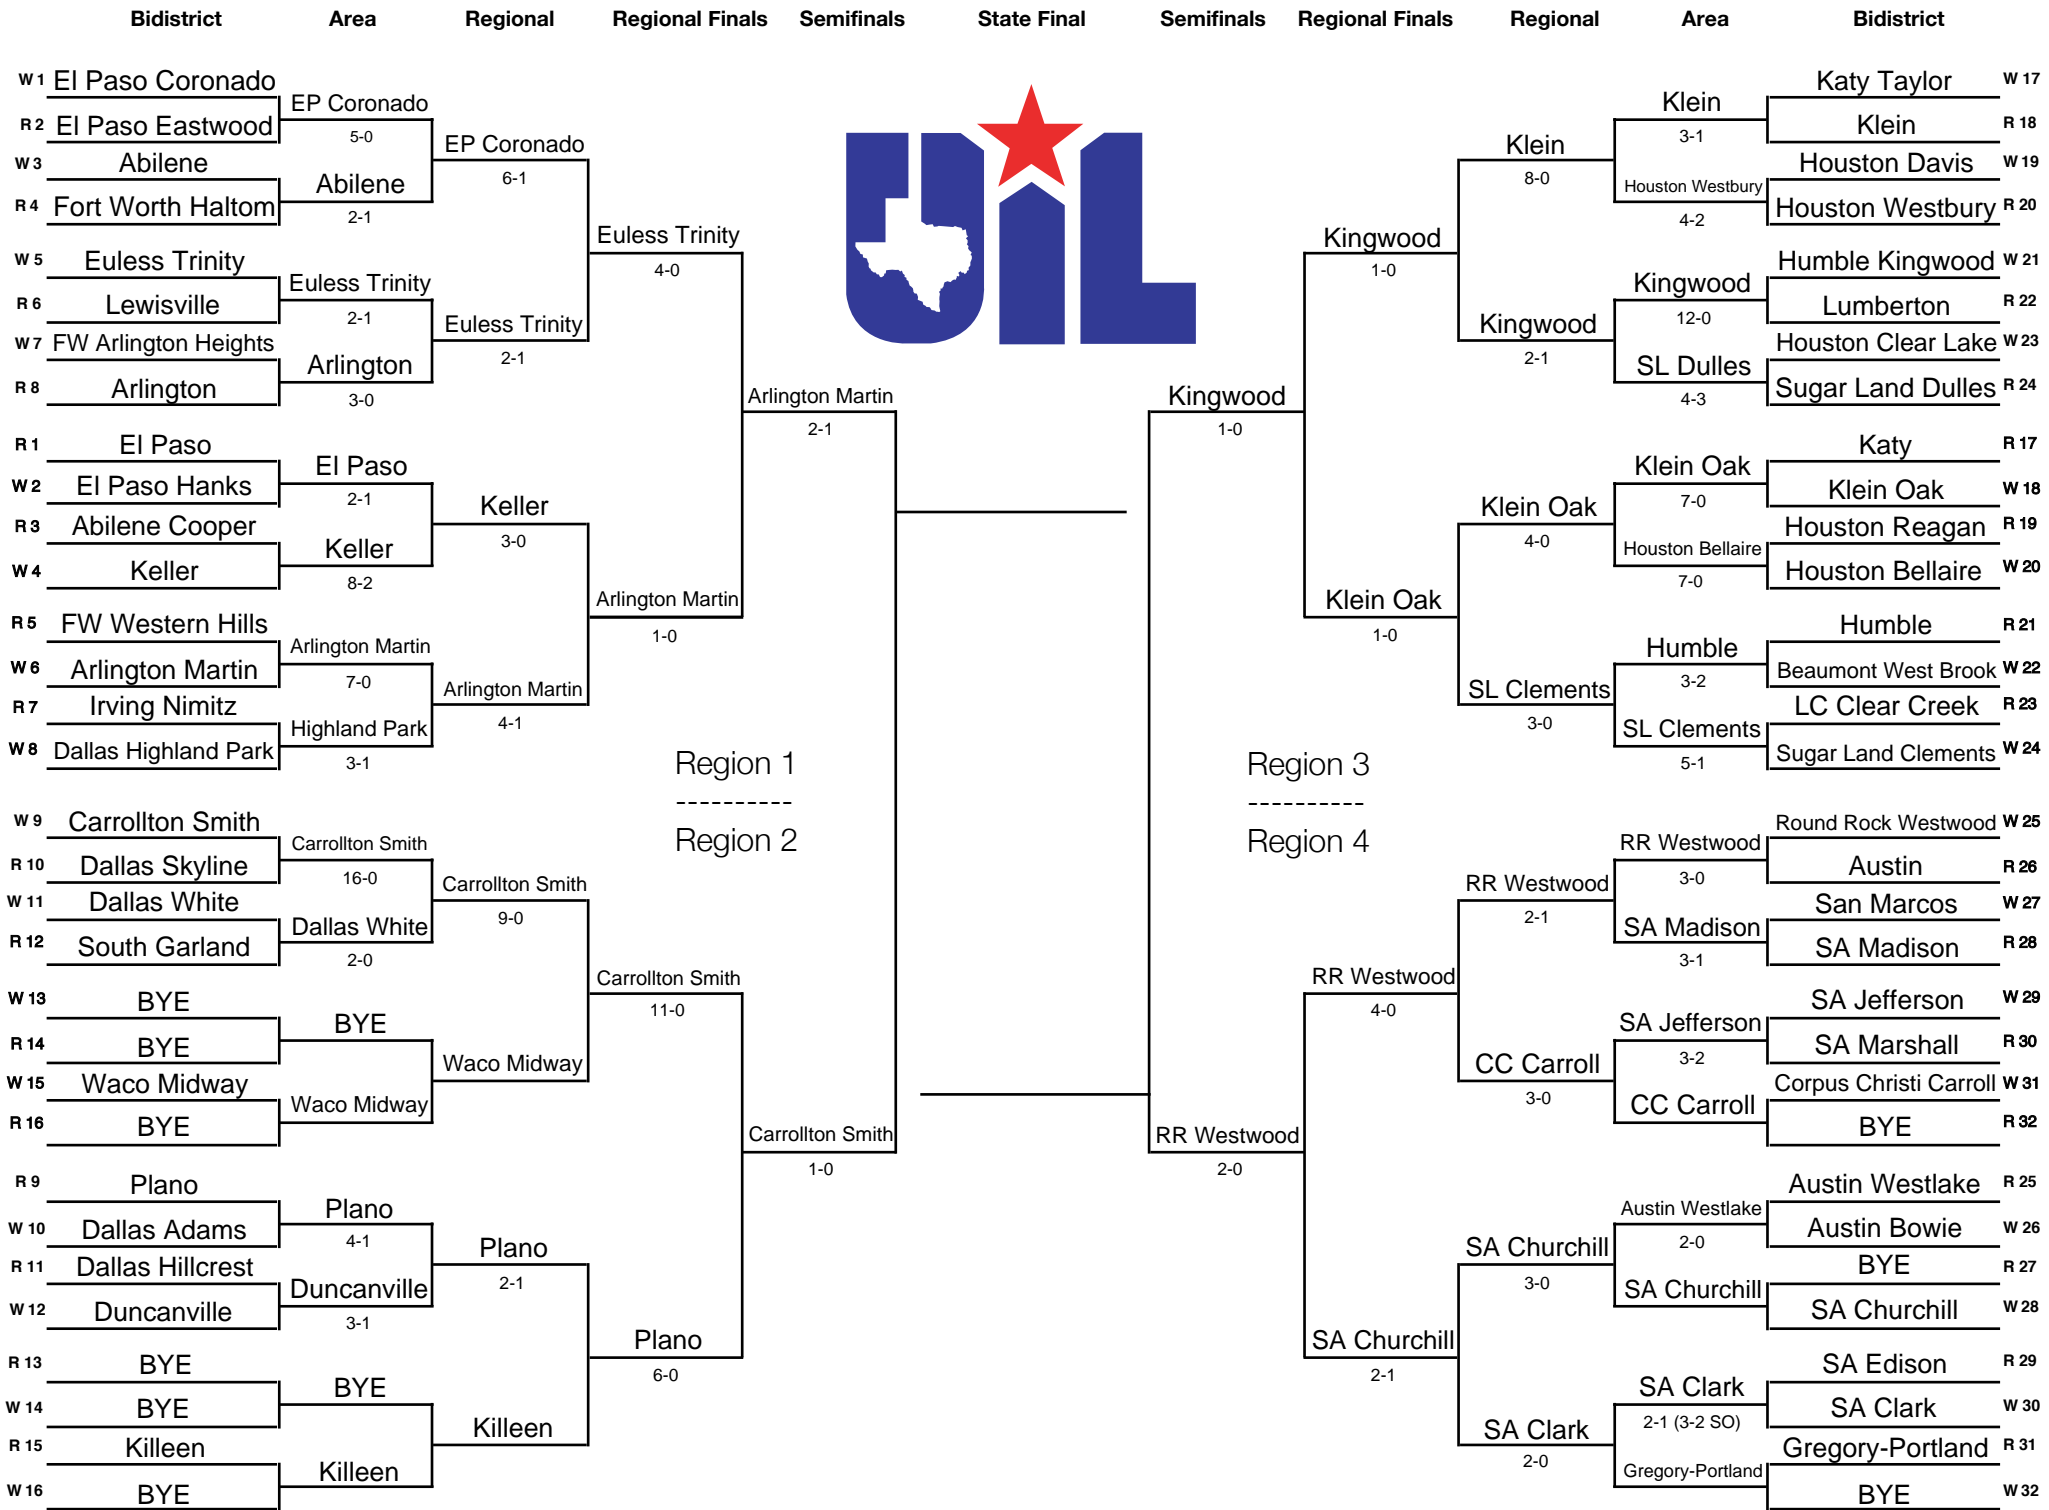 Bidistrict Area Regional Regional Finals Semifinals State Final Semifinals Regional Finals Regional Area Bidistrict
W 1 El Paso Coronado
EP Coronado
R 2 El Paso Eastwood
5-0
EP Coronado
W 3 Abilene
6-1
Abilene
R 4 Fort Worth Haltom
2-1
Euless Trinity
4-0
W 5 Euless Trinity
Euless Trinity
R 6 Lewisville
2-1
Euless Trinity
W 7 FW Arlington Heights
2-1
Arlington
R 8 Arlington
3-0
Arlington Martin
2-1
R 1 El Paso
El Paso
W 2 El Paso Hanks
2-1
Keller
R 3 Abilene Cooper
3-0
Keller
W 4 Keller
8-2
Arlington Martin
1-0
R 5 FW Western Hills
Arlington Martin
W 6 Arlington Martin
7-0
Arlington Martin
R 7 Irving Nimitz
4-1
Highland Park
W 8 Dallas Highland Park
3-1
Region 1
----------
Region 2
W 9 Carrollton Smith
Carrollton Smith
R 10 Dallas Skyline
16-0
Carrollton Smith
W 11 Dallas White
9-0
Dallas White
R 12 South Garland
2-0
Carrollton Smith
11-0
W 13 BYE
BYE
R 14 BYE
Waco Midway
W 15 Waco Midway
Waco Midway
R 16 BYE
Carrollton Smith
1-0
R 9 Plano
Plano
W 10 Dallas Adams
4-1
Plano
R 11 Dallas Hillcrest
2-1
Duncanville
W 12 Duncanville
3-1
Plano
6-0
R 13 BYE
BYE
W 14 BYE
Killeen
R 15 Killeen
Killeen
W 16 BYE
UIL
Katy Taylor W 17
Klein
3-1
Klein R 18
Klein
8-0
Houston Davis W 19
Houston Westbury
4-2
Houston Westbury R 20
Kingwood
1-0
Humble Kingwood W 21
Kingwood
12-0
Lumberton R 22
Kingwood
2-1
Houston Clear Lake W 23
SL Dulles
4-3
Sugar Land Dulles R 24
Kingwood
1-0
Katy R 17
Klein Oak
7-0
Klein Oak W 18
Klein Oak
4-0
Houston Reagan R 19
Houston Bellaire
7-0
Houston Bellaire W 20
Klein Oak
1-0
Humble R 21
Humble
3-2
Beaumont West Brook W 22
SL Clements
3-0
LC Clear Creek R 23
SL Clements
5-1
Sugar Land Clements W 24
Region 3
----------
Region 4
Round Rock Westwood W 25
RR Westwood
3-0
Austin R 26
RR Westwood
2-1
San Marcos W 27
SA Madison
3-1
SA Madison R 28
RR Westwood
4-0
SA Jefferson W 29
SA Jefferson
3-2
SA Marshall R 30
CC Carroll
3-0
Corpus Christi Carroll W 31
CC Carroll
BYE R 32
RR Westwood
2-0
Austin Westlake R 25
Austin Westlake
2-0
Austin Bowie W 26
SA Churchill
3-0
BYE R 27
SA Churchill
SA Churchill W 28
SA Churchill
2-1
SA Edison R 29
SA Clark
2-1 (3-2 SO)
SA Clark W 30
SA Clark
2-0
Gregory-Portland R 31
Gregory-Portland
BYE W 32